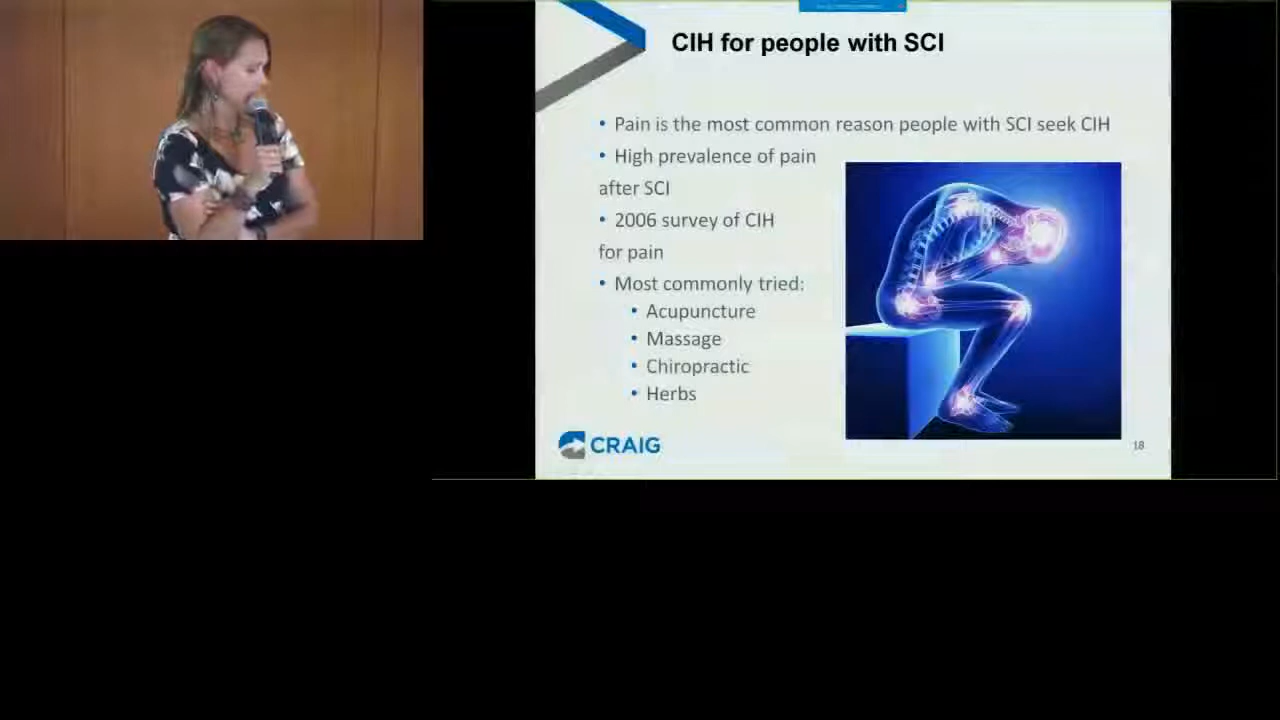 CIH for people with SCI
• Pain is the most common reason people with SCI seek CIH
• High prevalence of pain
after SCI
• 2006 survey of CIH
for pain
• Most commonly tried:
• Acupuncture
• Massage
• Chiropractic
• Herbs
CRAIG
18